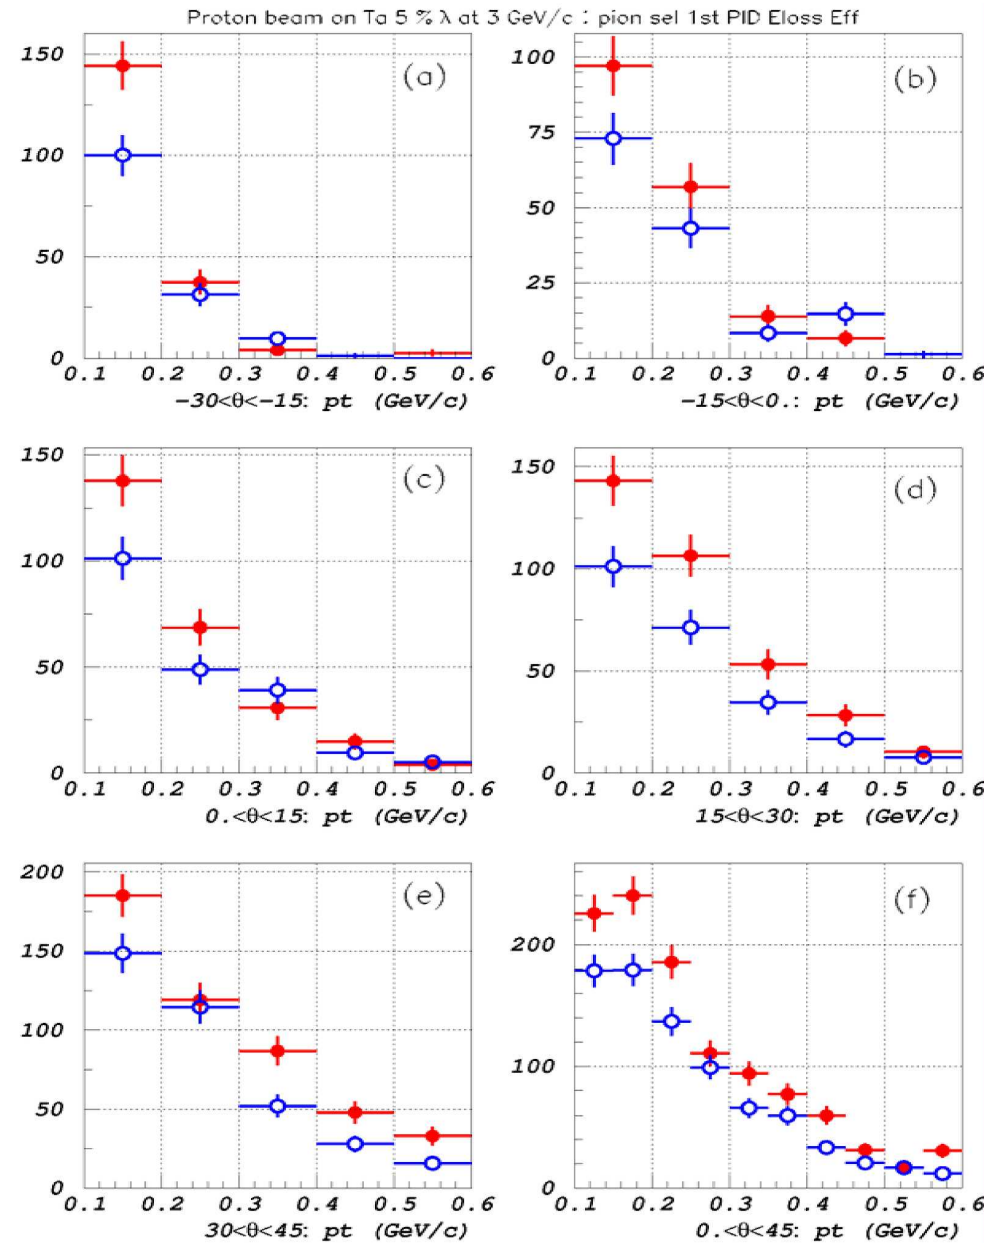 Proton beam on Ta 5 % λ at 3 GeV/c : pion sel 1st PID Eloss Eff
(a)
150
100
50
0
0.1 0.2 0.3 0.4 0.5 0.6
-30<θ<-15: pt (GeV/c)
(b)
100
75
50
25
0
0.1 0.2 0.3 0.4 0.5 0.6
-15<θ<0.: pt (GeV/c)
(c)
150
100
50
0
0.1 0.2 0.3 0.4 0.5 0.6
0.<θ<15: pt (GeV/c)
(d)
150
100
50
0
0.1 0.2 0.3 0.4 0.5 0.6
15<θ<30: pt (GeV/c)
(e)
200
150
100
50
0
0.1 0.2 0.3 0.4 0.5 0.6
30<θ<45: pt (GeV/c)
(f)
200
100
0
0.1 0.2 0.3 0.4 0.5 0.6
0.<θ<45: pt (GeV/c)